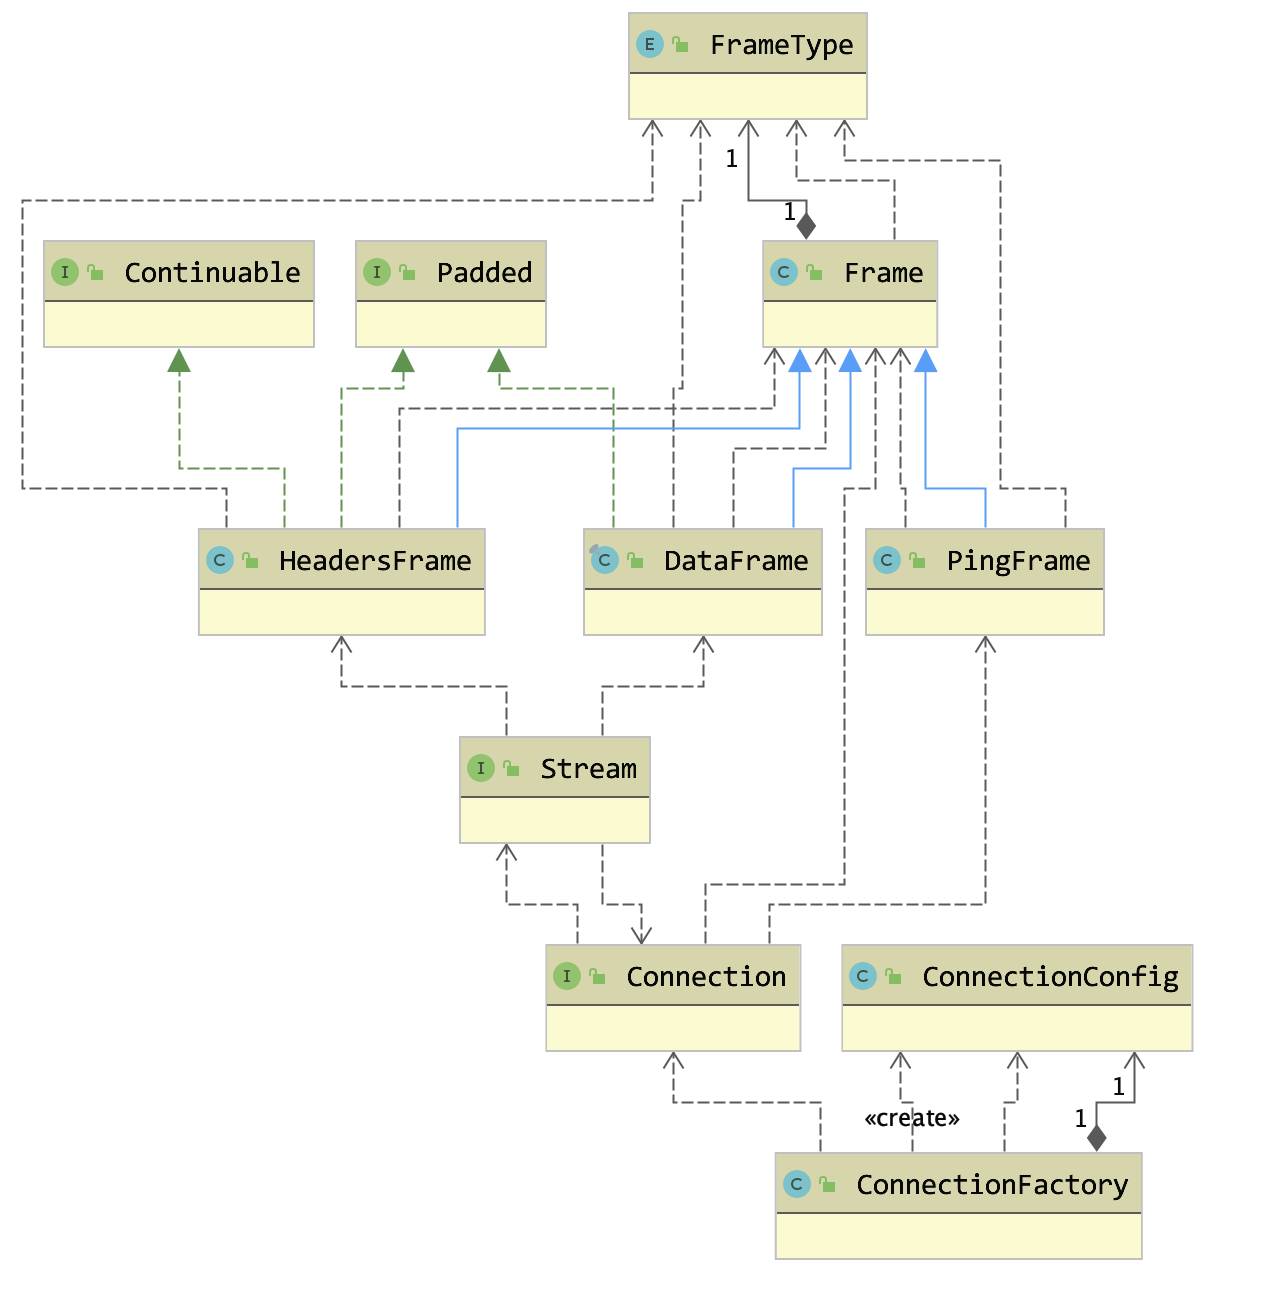 E FrameType
1
1
I Continuable
I Padded
C Frame
C HeadersFrame
C DataFrame
C PingFrame
I Stream
I Connection
C ConnectionConfig
1
«create»
1
C ConnectionFactory